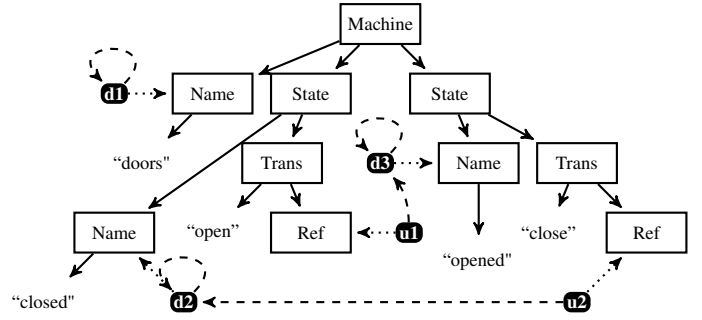 Machine
d1
Name
State
State
“doors"
Trans
d3
Name
Trans
Name
“open”
Ref
u1
“close”
Ref
“opened"
“closed"
d2
u2